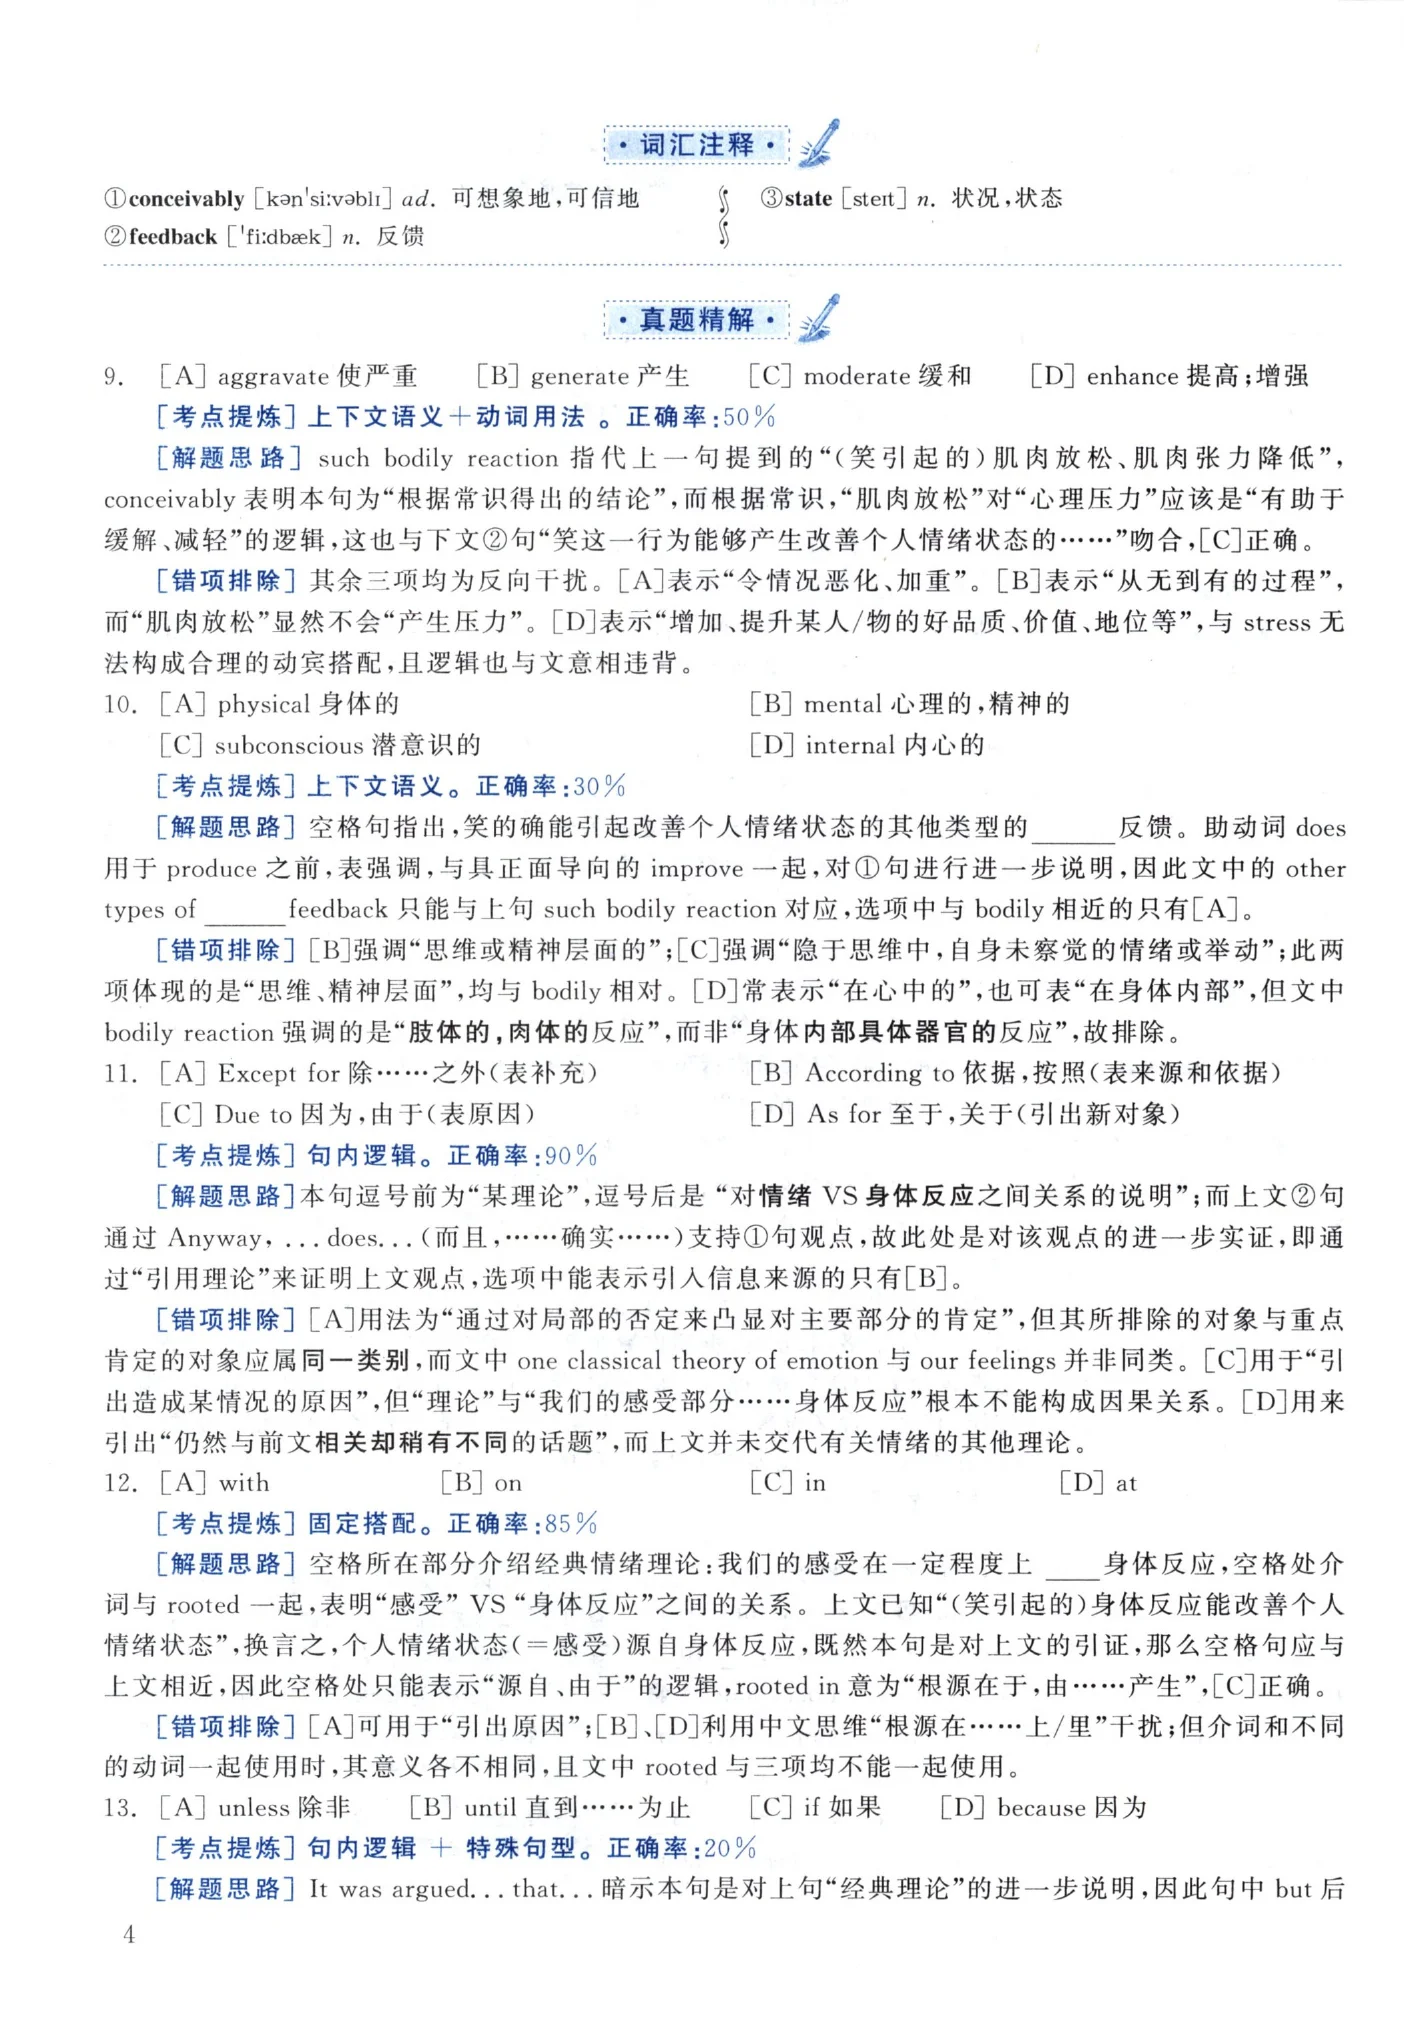 ·词汇注释·
①conceivably [kən'si:vəblɪ] ad. 可想象地,可信地 ③state [steɪt] n. 状况,状态
②feedback ['fi:dbæk] n. 反馈
·真题精解·
9. [A] aggravate 使严重 [B] generate 产生 [C] moderate 缓和 [D] enhance 提高;增强
[考点提炼] 上下文语义+动词用法 。正确率:50%
[解题思路] such bodily reaction 指代上一句提到的“(笑引起的)肌肉放松、肌肉张力降低”,
conceivably 表明本句为“根据常识得出的结论”,而根据常识,“肌肉放松”对“心理压力”应该是“有助于
缓解、减轻”的逻辑,这也与下文②句“笑这一行为能够产生改善个人情绪状态的……”吻合,[C]正确。
[错项排除] 其余三项均为反向干扰。[A]表示“令情况恶化、加重”。[B]表示“从无到有的过程”,
而“肌肉放松”显然不会“产生压力”。[D]表示“增加、提升某人/物的好品质、价值、地位等”,与 stress 无
法构成合理的动宾搭配,且逻辑也与文意相违背。
10. [A] physical 身体的 [B] mental 心理的,精神的
[C] subconscious 潜意识的 [D] internal 内心的
[考点提炼] 上下文语义。正确率:30%
[解题思路] 空格句指出,笑的确能引起改善个人情绪状态的其他类型的______反馈。助动词 does
用于 produce 之前,表强调,与具正面导向的 improve 一起,对①句进行进一步说明,因此文中的 other
types of ______ feedback 只能与上句 such bodily reaction 对应,选项中与 bodily 相近的只有[A]。
[错项排除] [B]强调“思维或精神层面的”;[C]强调“隐于思维中,自身未察觉的情绪或举动”;此两
项体现的是“思维、精神层面”,均与 bodily 相对。[D]常表示“在心中的”,也可表“在身体内部”,但文中
bodily reaction 强调的是“肢体的,肉体的反应”,而非“身体内部具体器官的反应”,故排除。
11. [A] Except for 除……之外(表补充) [B] According to 依据,按照(表来源和依据)
[C] Due to 因为,由于(表原因) [D] As for 至于,关于(引出新对象)
[考点提炼] 句内逻辑。正确率:90%
[解题思路]本句逗号前为“某理论”,逗号后是 “对情绪 VS 身体反应之间关系的说明”;而上文②句
通过 Anyway, ...does...(而且,……确实……)支持①句观点,故此处是对该观点的进一步实证,即通
过“引用理论”来证明上文观点,选项中能表示引入信息来源的只有[B]。
[错项排除] [A]用法为“通过对局部的否定来凸显对主要部分的肯定”,但其所排除的对象与重点
肯定的对象应属同一类别,而文中 one classical theory of emotion 与 our feelings 并非同类。[C]用于“引
出造成某情况的原因”,但“理论”与“我们的感受部分……身体反应”根本不能构成因果关系。[D]用来
引出“仍然与前文相关却稍有不同的话题”,而上文并未交代有关情绪的其他理论。
12. [A] with [B] on [C] in [D] at
[考点提炼] 固定搭配。正确率:85%
[解题思路] 空格所在部分介绍经典情绪理论:我们的感受在一定程度上 ____ 身体反应,空格处介
词与 rooted 一起,表明“感受” VS “身体反应”之间的关系。上文已知“(笑引起的)身体反应能改善个人
情绪状态”,换言之,个人情绪状态(=感受)源自身体反应,既然本句是对上文的引证,那么空格句应与
上文相近,因此空格处只能表示“源自、由于”的逻辑,rooted in 意为“根源在于,由……产生”,[C]正确。
[错项排除] [A]可用于“引出原因”;[B]、[D]利用中文思维“根源在……上/里”干扰;但介词和不同
的动词一起使用时,其意义各不相同,且文中 rooted 与三项均不能一起使用。
13. [A] unless 除非 [B] until 直到……为止 [C] if 如果 [D] because 因为
[考点提炼] 句内逻辑 + 特殊句型。正确率:20%
[解题思路] It was argued...that...暗示本句是对上句“经典理论”的进一步说明,因此句中 but 后
4